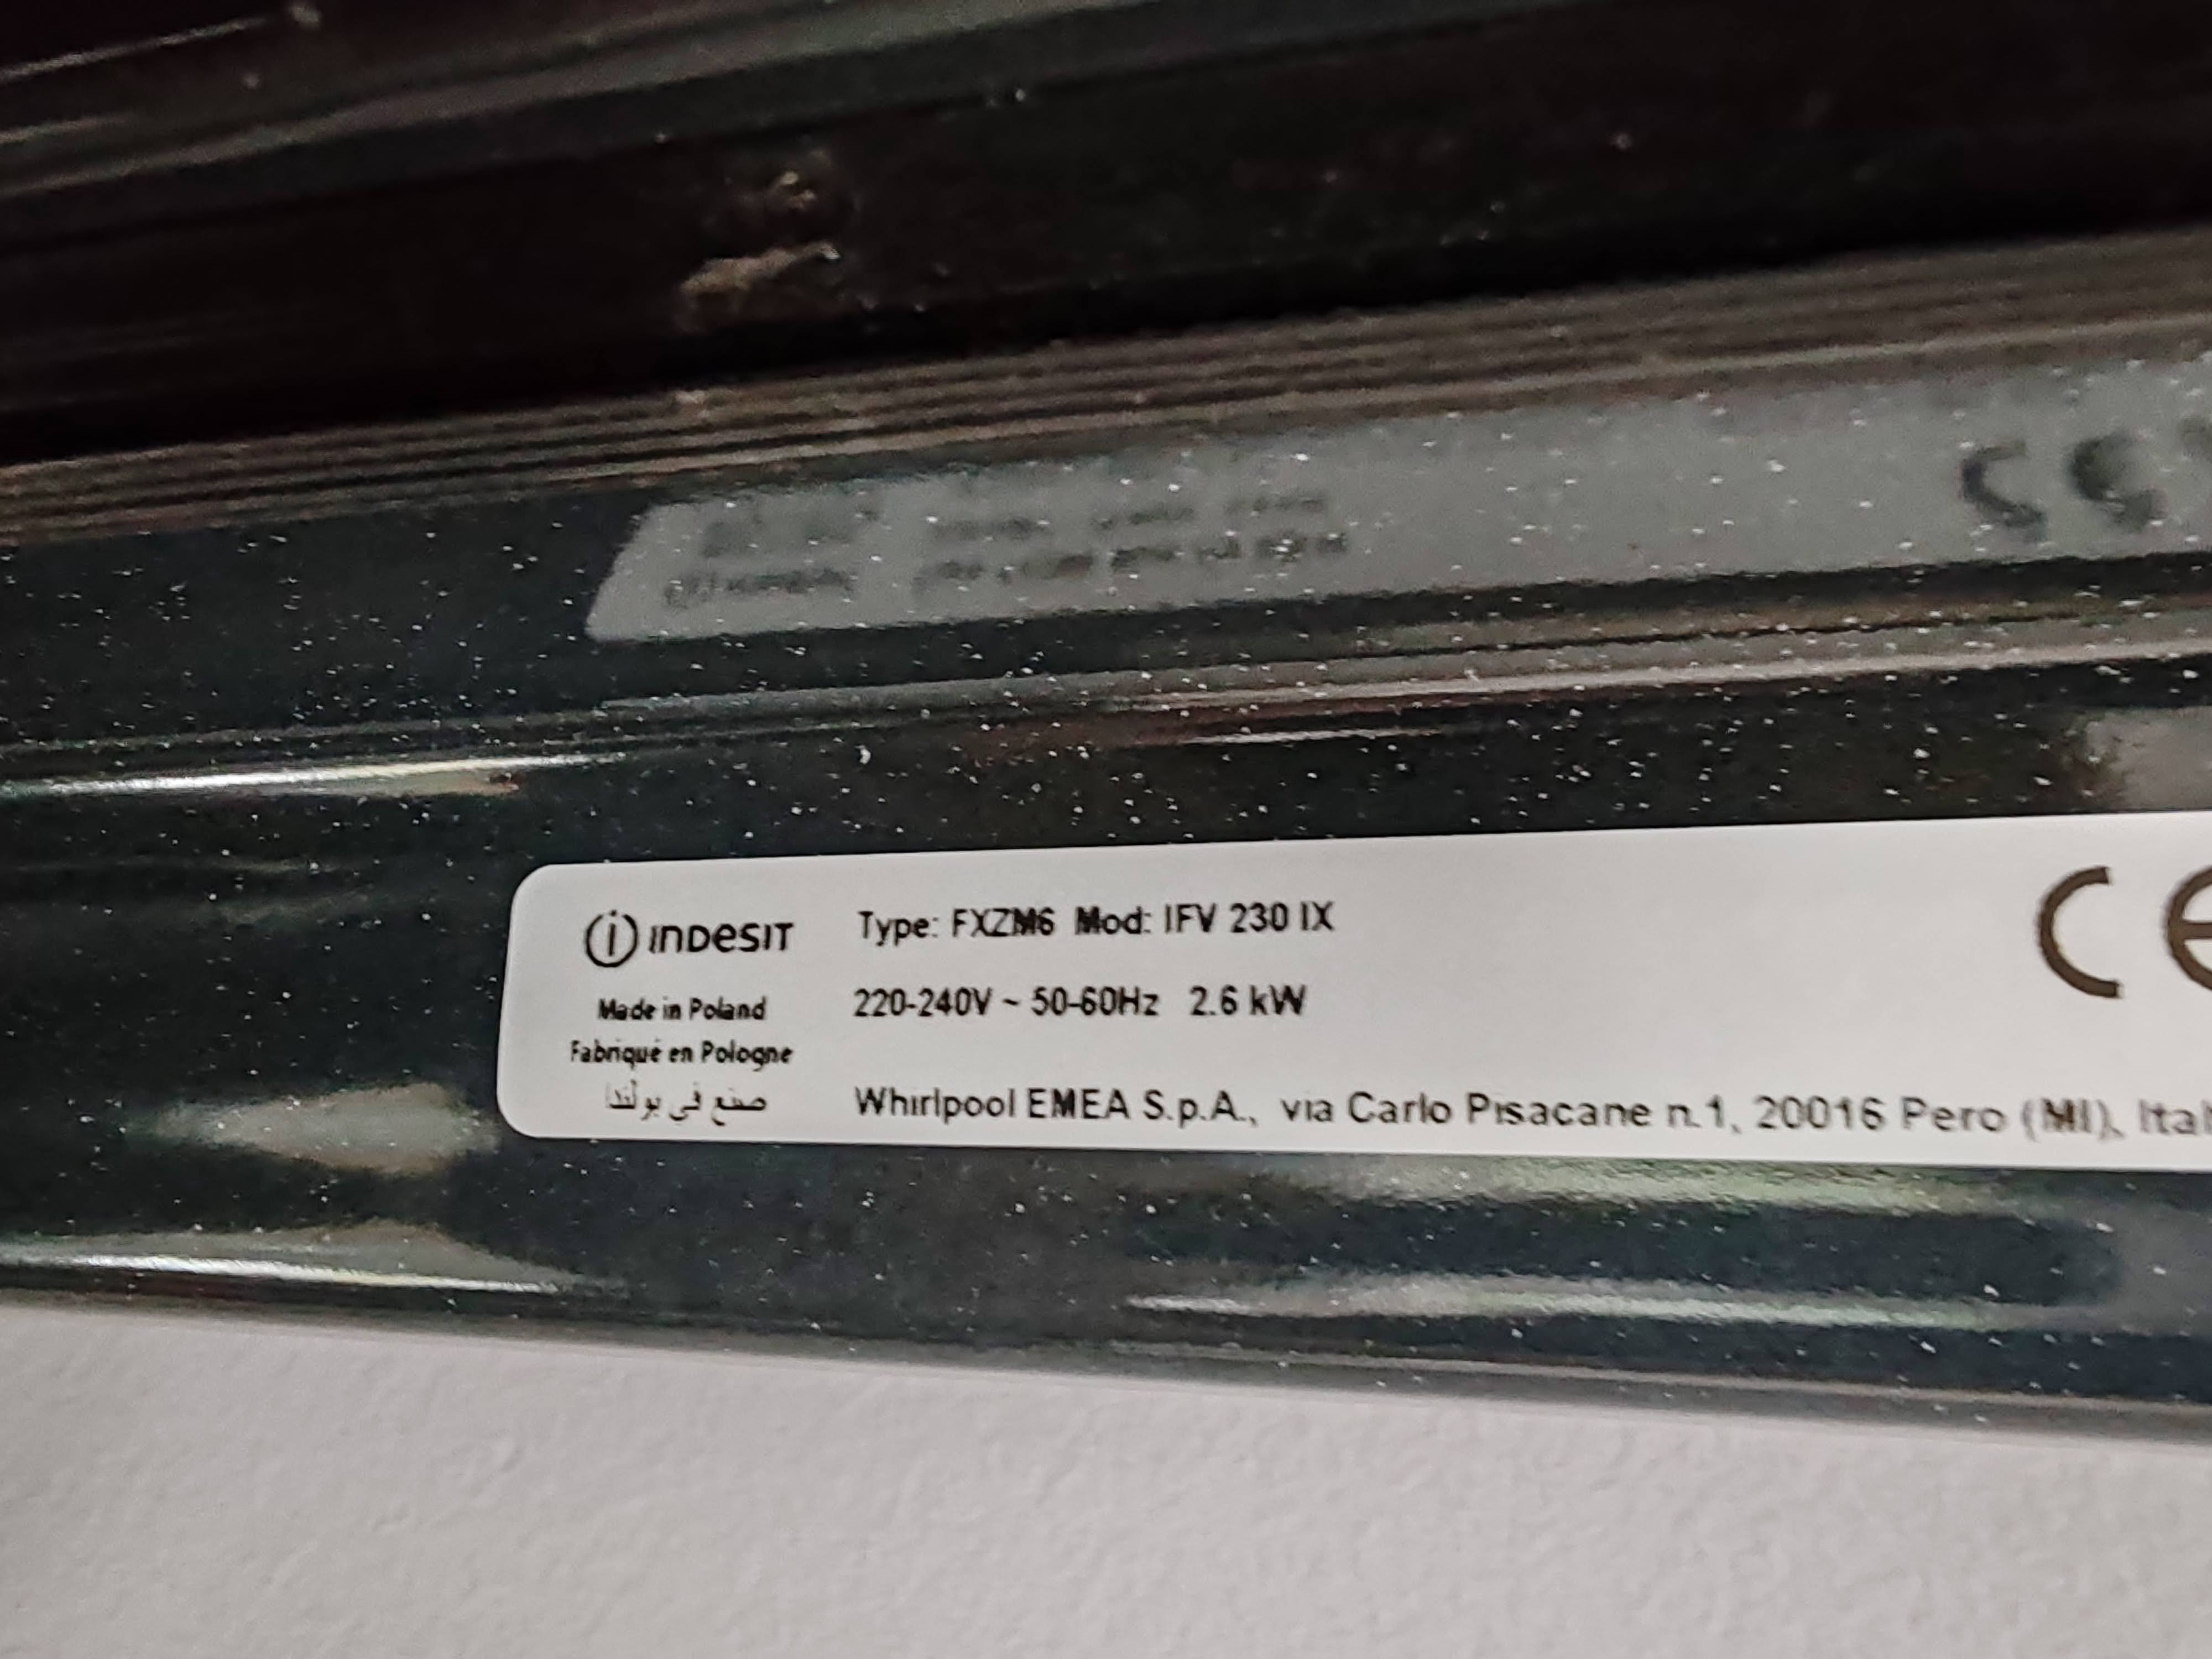 indesit Type: FXZM6 Mod: IFV 230 IX CE
Made in Poland 220-240V ~ 50-60Hz 2.6 kW
Fabriqué en Pologne
صنع في بولندا Whirlpool EMEA S.p.A., via Carlo Pisacane n.1, 20016 Pero (MI), Ital